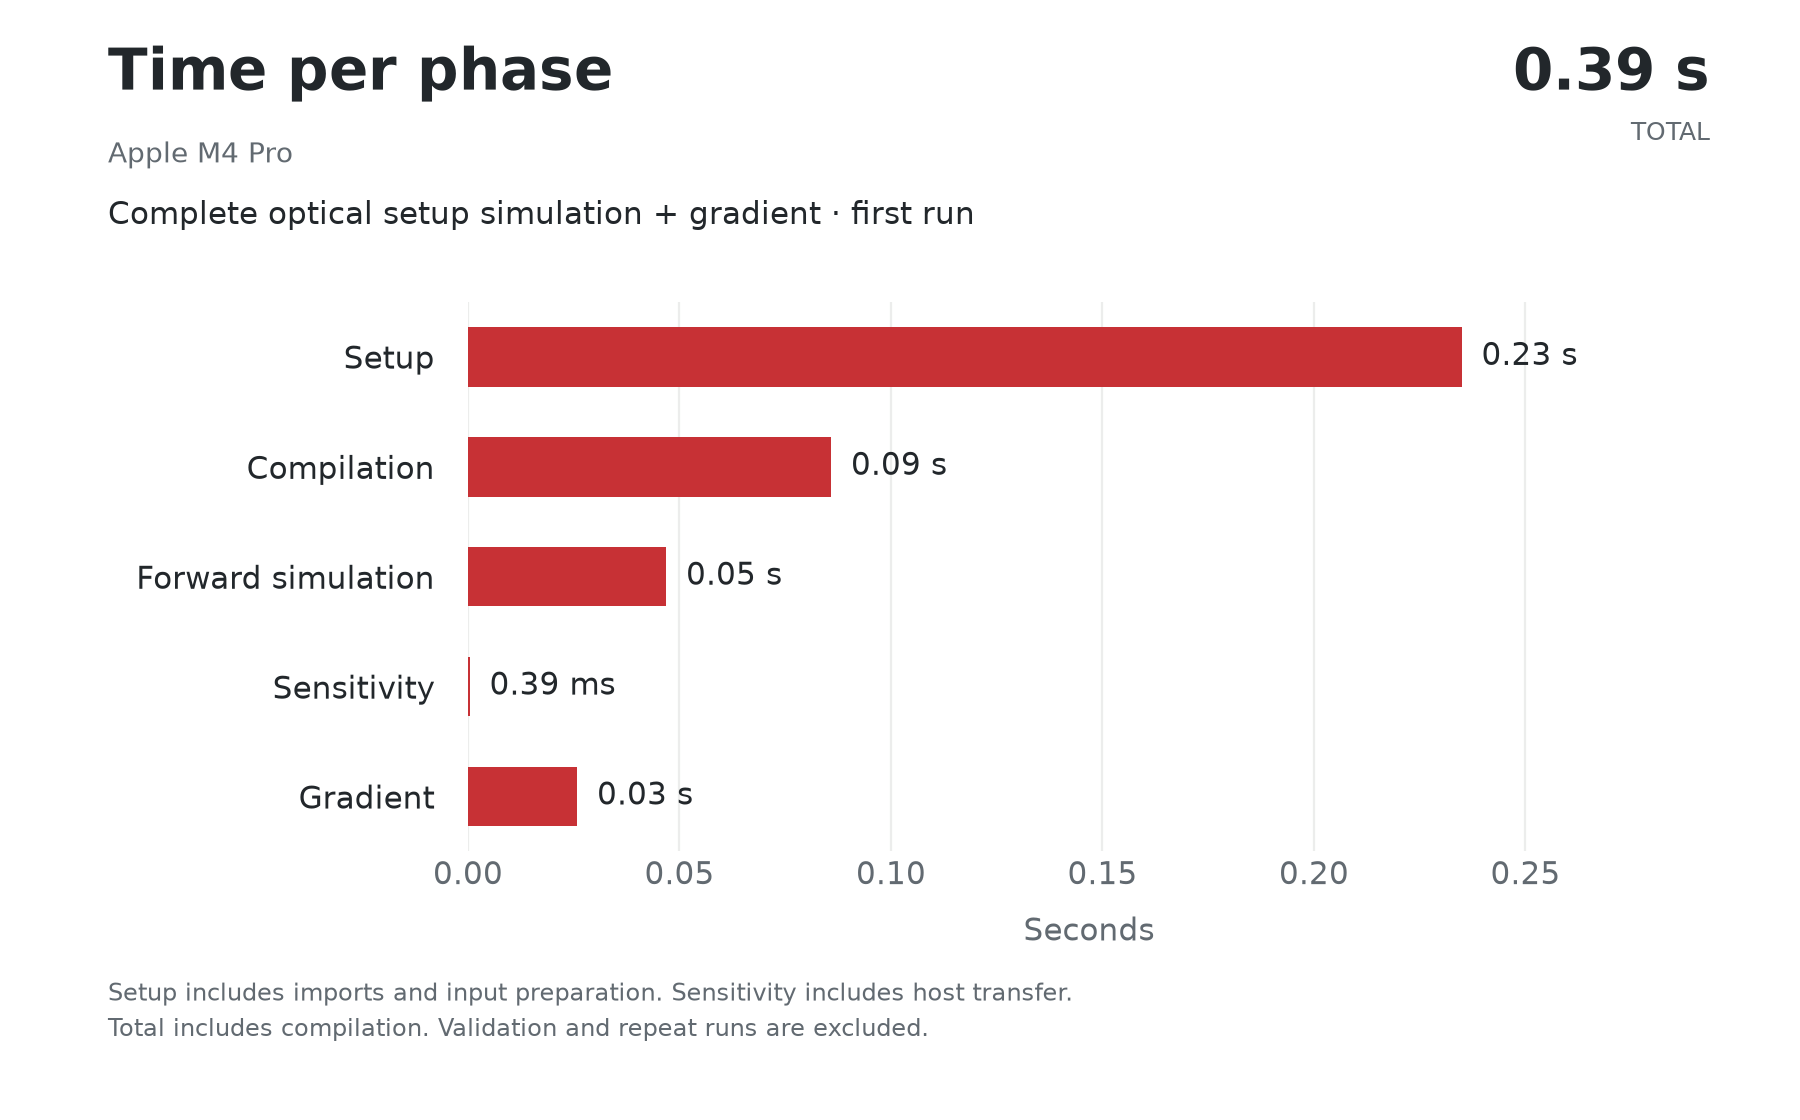 Time per phase
0.39 s
TOTAL
Apple M4 Pro
Complete optical setup simulation + gradient · first run
Setup
0.23 s
Compilation
0.09 s
Forward simulation
0.05 s
Sensitivity
0.39 ms
Gradient
0.03 s
0.00 0.05 0.10 0.15 0.20 0.25
Seconds
Setup includes imports and input preparation. Sensitivity includes host transfer.
Total includes compilation. Validation and repeat runs are excluded.